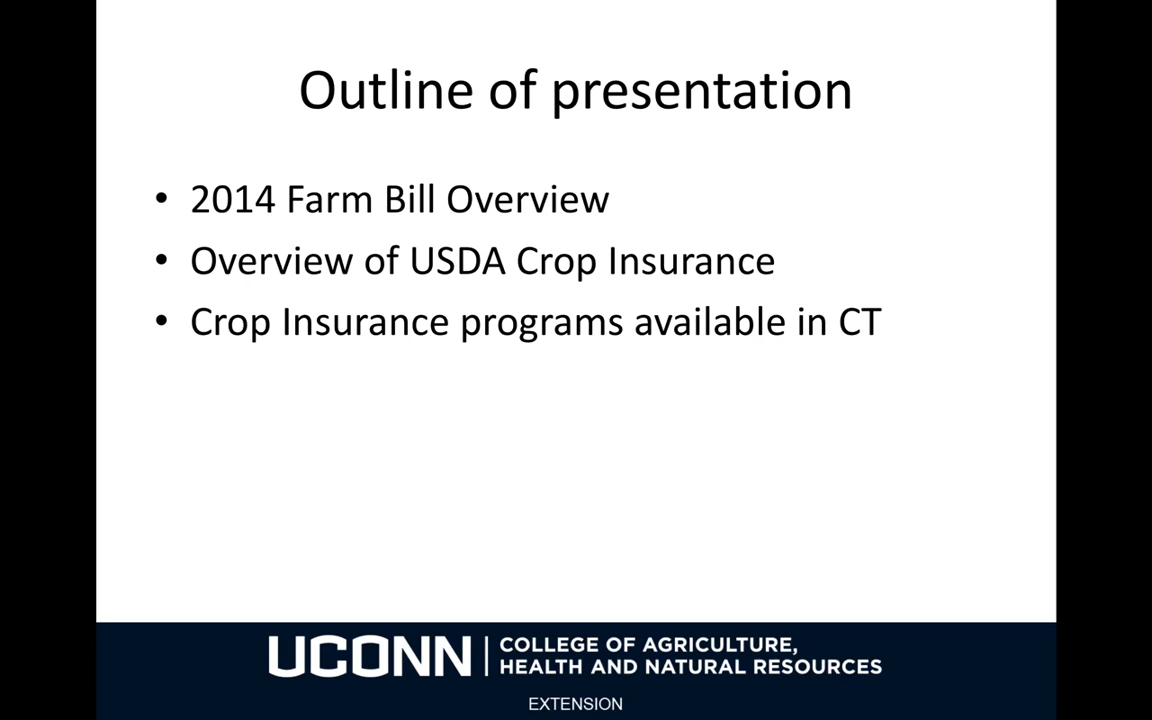 Outline of presentation
• 2014 Farm Bill Overview
• Overview of USDA Crop Insurance
• Crop Insurance programs available in CT
UCONN | COLLEGE OF AGRICULTURE,
HEALTH AND NATURAL RESOURCES
EXTENSION